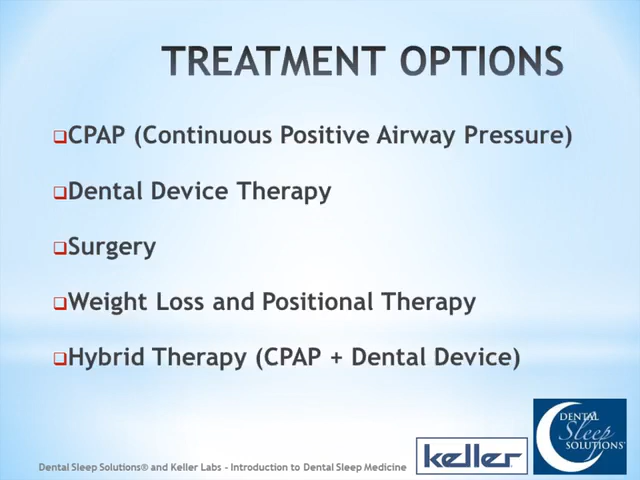 TREATMENT OPTIONS
CPAP (Continuous Positive Airway Pressure)
Dental Device Therapy
Surgery
Weight Loss and Positional Therapy
Hybrid Therapy (CPAP + Dental Device)
Dental Sleep Solutions® and Keller Labs - Introduction to Dental Sleep Medicine
keller
DENTAL
Sleep
SOLUTIONS